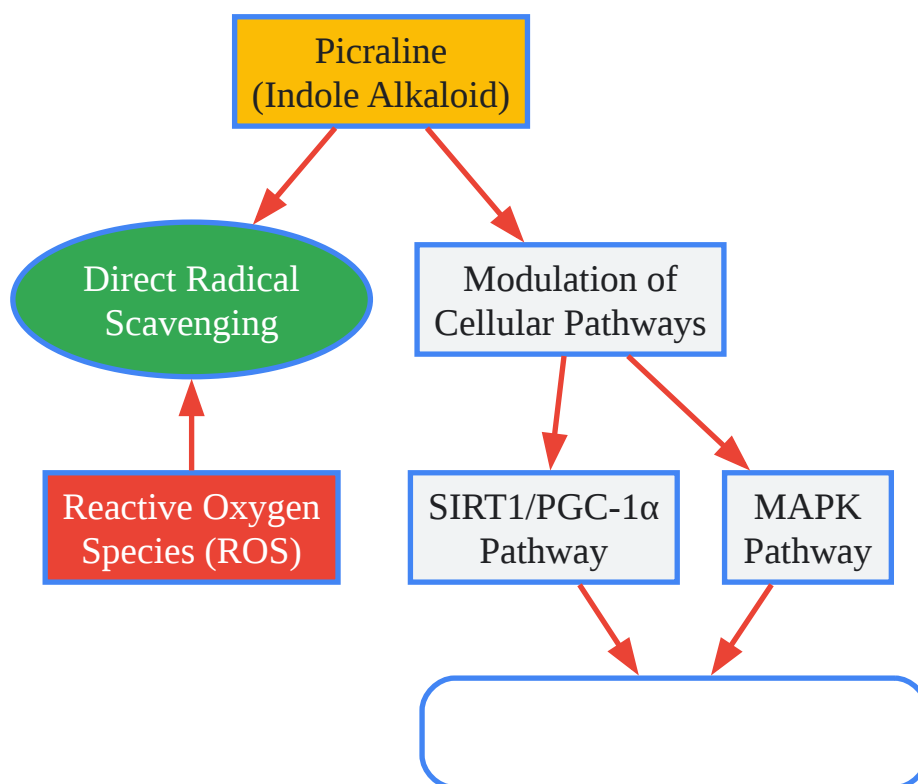 Picraline
(Indole Alkaloid)
Direct Radical
Scavenging
Modulation of
Cellular Pathways
Reactive Oxygen
Species (ROS)
SIRT1/PGC-1α
Pathway
MAPK
Pathway